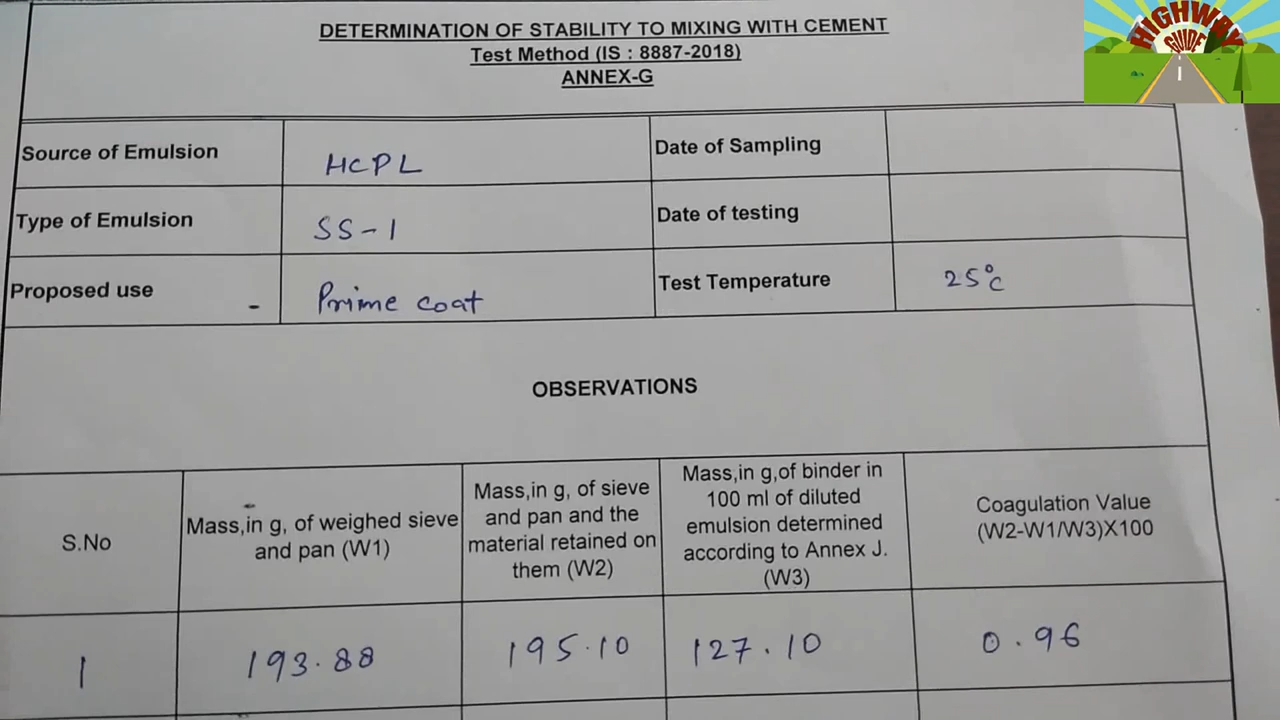 DETERMINATION OF STABILITY TO MIXING WITH CEMENT
Test Method (IS : 8887-2018)
ANNEX-G
HIGHWAY
GUIDE
Source of Emulsion
HCPL
Date of Sampling
Type of Emulsion
SS-1
Date of testing
Proposed use
-
Prime coat
Test Temperature
25°c
OBSERVATIONS
S.No
Mass,in g, of weighed sieve
and pan (W1)
Mass,in g, of sieve
and pan and the
material retained on
them (W2)
Mass,in g,of binder in
100 ml of diluted
emulsion determined
according to Annex J.
(W3)
Coagulation Value
(W2-W1/W3)X100
1
193.88
195.10
127.10
0.96